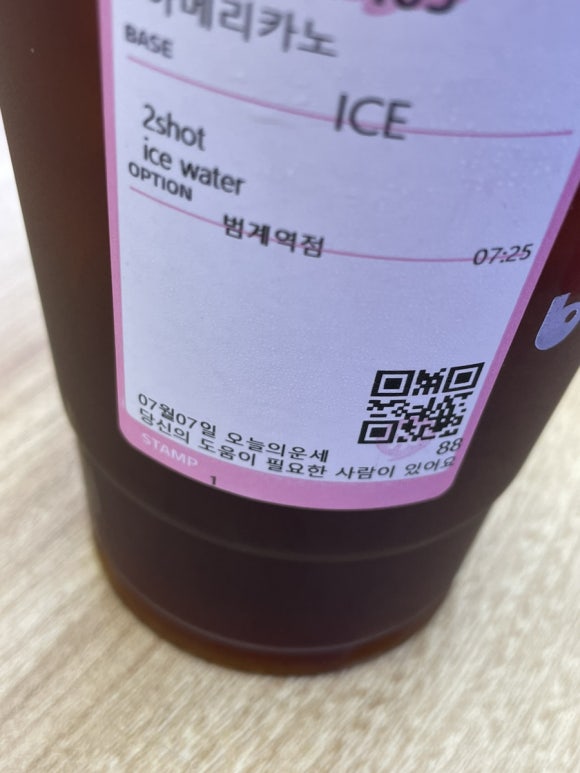 아메리카노
BASE
ICE
2shot
ice water
OPTION
범계역점
07:25
88
07월07일 오늘의운세
당신의 도움이 필요한 사람이 있어요
STAMP
1